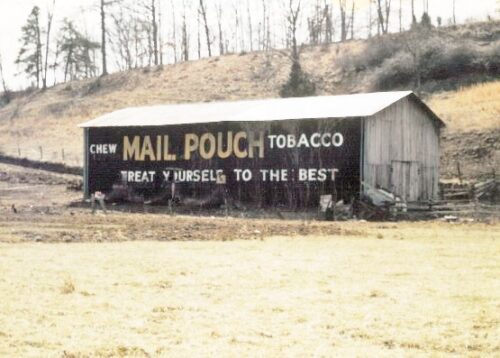 CHEW MAIL POUCH TOBACCO
TREAT YOURSELF TO THE BEST